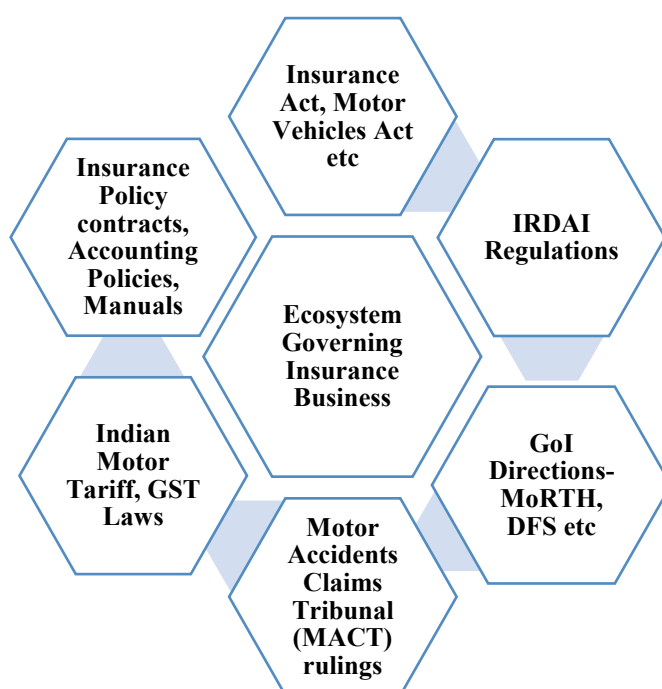 Insurance
Act, Motor
Vehicles Act
etc
IRDAI
Regulations
GoI
Directions-
MoRTH,
DFS etc
Motor
Accidents
Claims
Tribunal
(MACT)
rulings
Indian
Motor
Tariff, GST
Laws
Insurance
Policy
contracts,
Accounting
Policies,
Manuals
Ecosystem
Governing
Insurance
Business